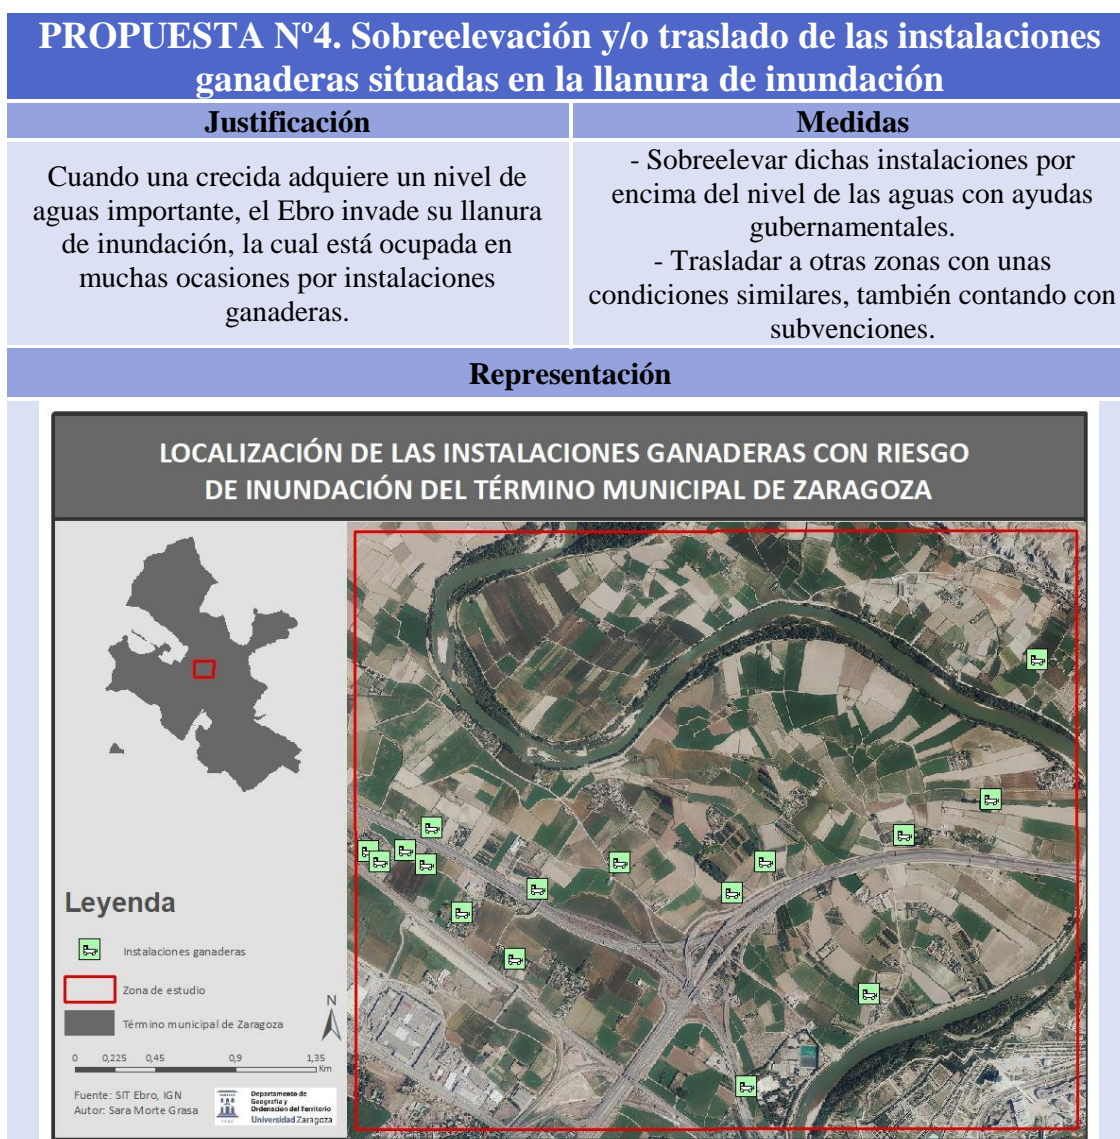 PROPUESTA Nº4. Sobreelevación y/o traslado de las instalaciones
ganaderas situadas en la llanura de inundación
Justificación
Cuando una crecida adquiere un nivel de
aguas importante, el Ebro invade su llanura
de inundación, la cual está ocupada en
muchas ocasiones por instalaciones
ganaderas.
Medidas
- Sobreelevar dichas instalaciones por
encima del nivel de las aguas con ayudas
gubernamentales.
- Trasladar a otras zonas con unas
condiciones similares, también contando con
subvenciones.
Representación
LOCALIZACIÓN DE LAS INSTALACIONES GANADERAS CON RIESGO
DE INUNDACIÓN DEL TÉRMINO MUNICIPAL DE ZARAGOZA
Leyenda
Instalaciones ganaderas
Zona de estudio
Término municipal de Zaragoza
N
0 0,225 0,45 0,9 1,35
Km
Fuente: SIT Ebro, IGN
Autor: Sara Morte Grasa
Departamento de
Geografía y
Ordenación del Territorio
Universidad Zaragoza